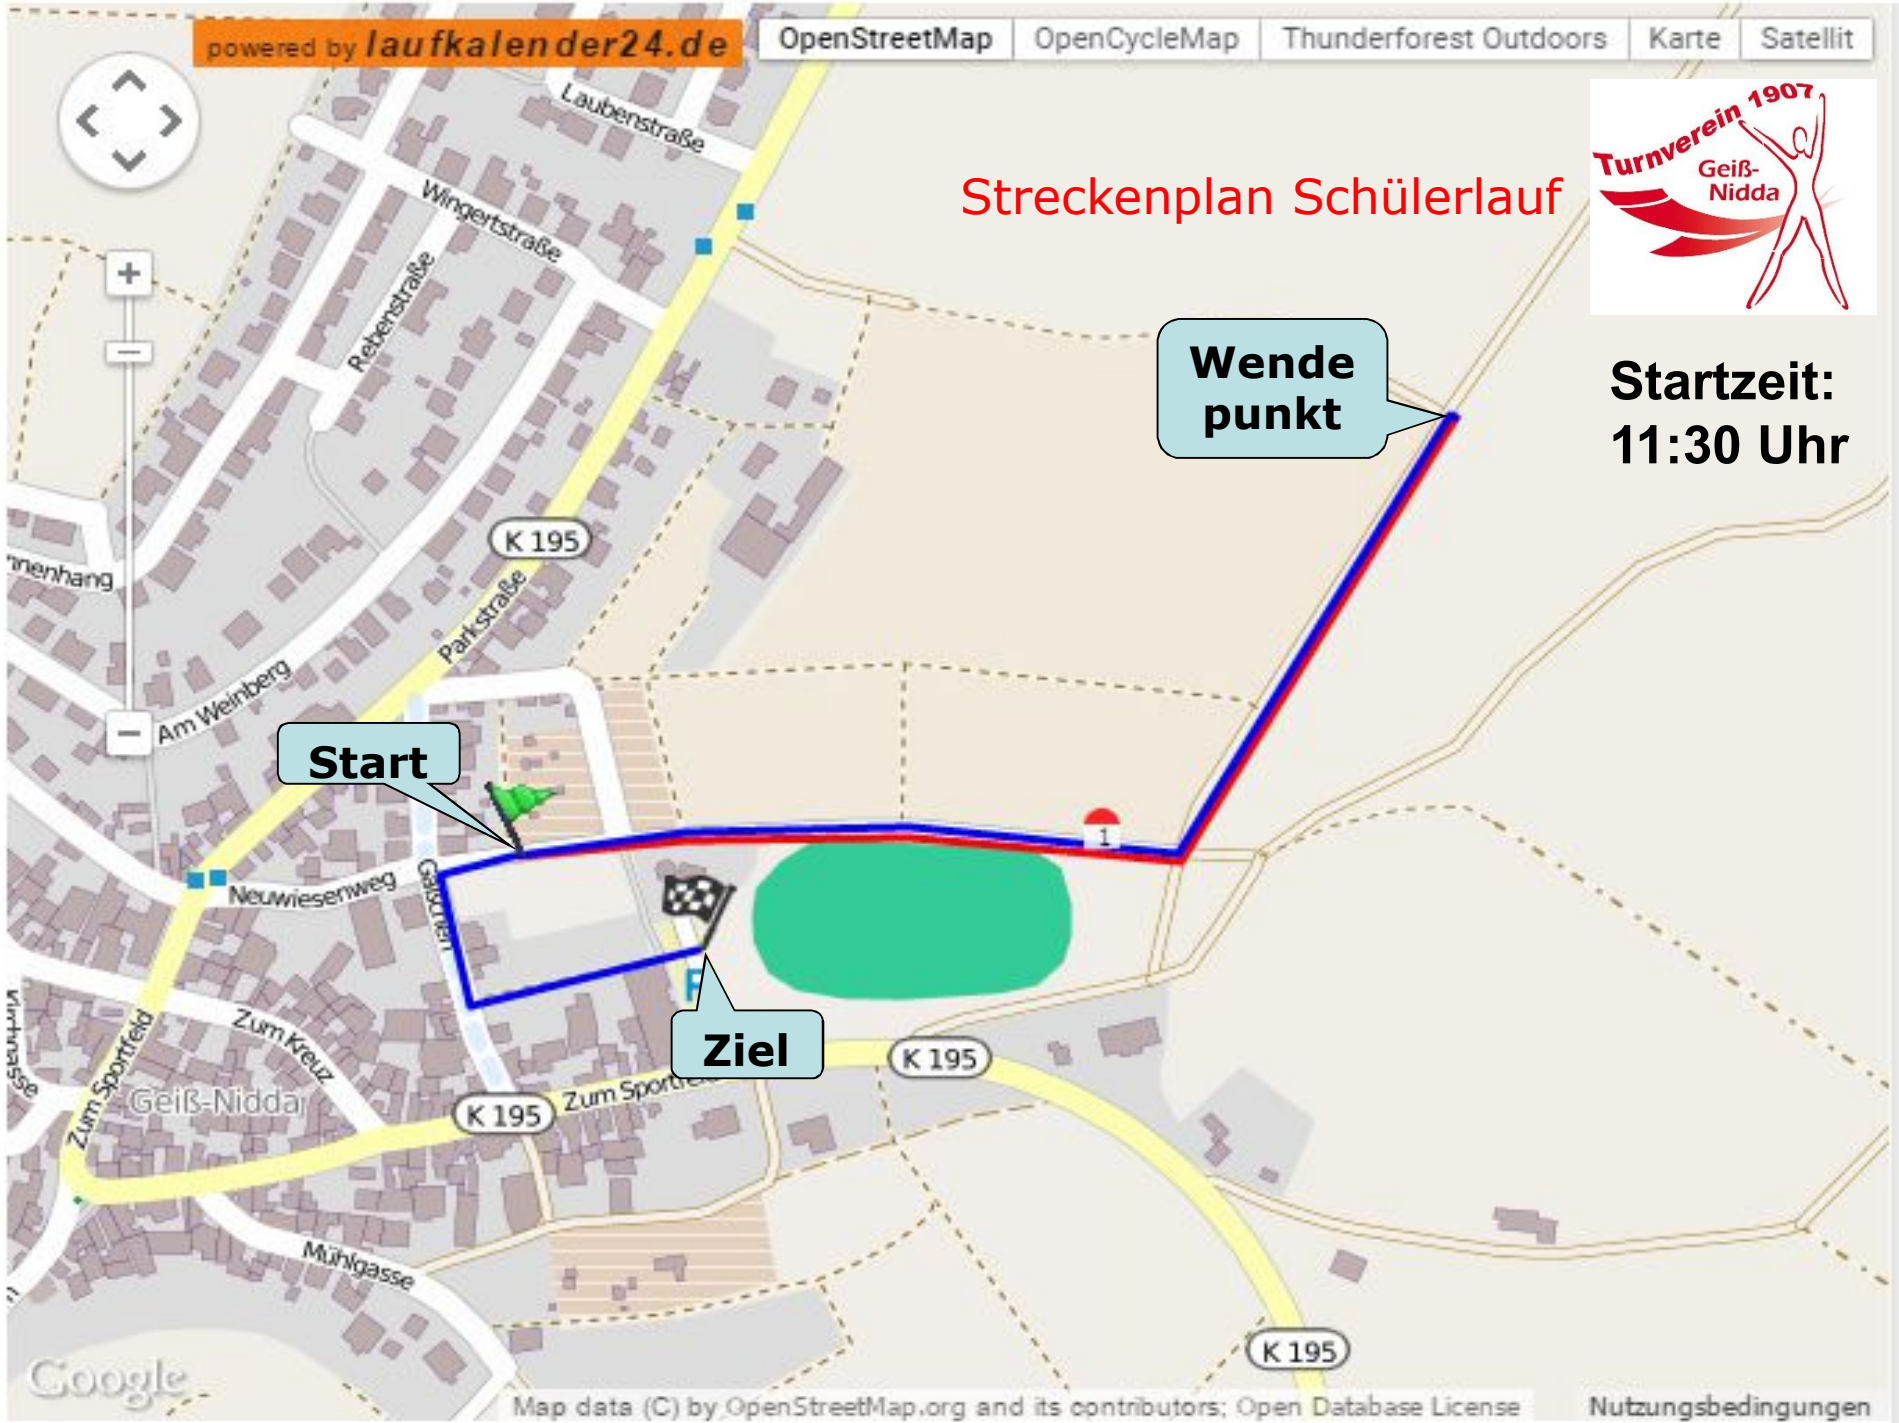 powered by laufkalender24.de
OpenStreetMap
OpenCycleMap
Thunderforest Outdoors
Karte
Satellit
Laubenstraße
Turnverein 1907
Geiß-
Nidda
Streckenplan Schülerlauf
Wingertstraße
Rebenstraße
Wende
punkt
Startzeit:
11:30 Uhr
K 195
Parkstraße
Am Weinberg
Start
1
Neuwiesenweg
P
Ziel
Zum Kreuz
Zum Sportfeld
Geiß-Nidda
K 195
K 195
Zum
Mühlgasse
K 195
Google
Map data (C) by OpenStreetMap.org and its contributors; Open Database License
Nutzungsbedingungen